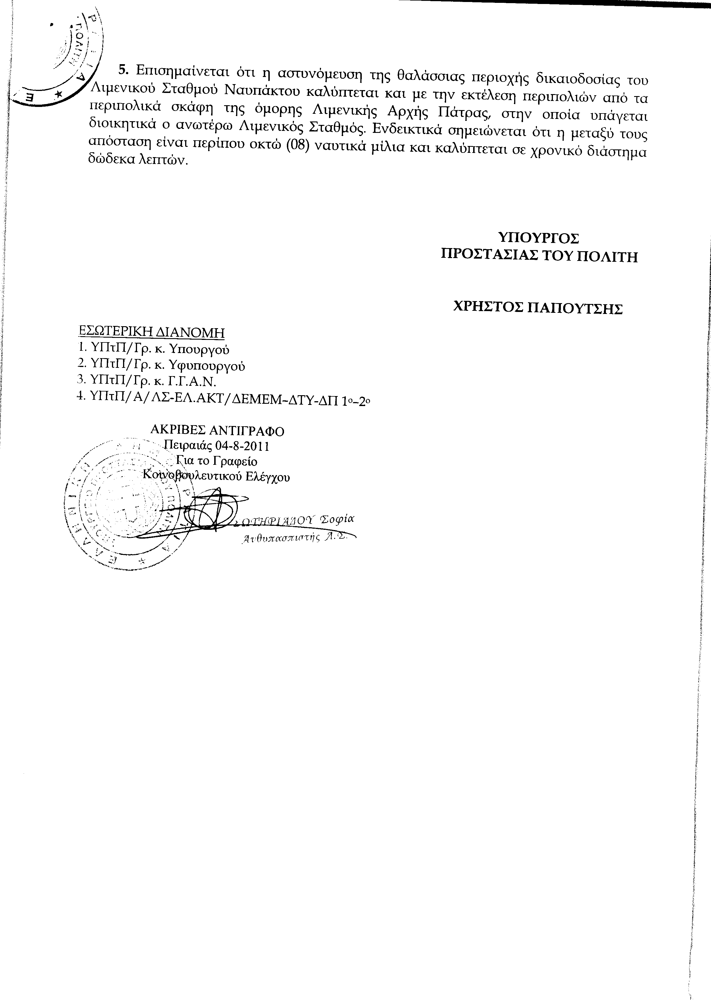 5. Επισημαίνεται ότι η αστυνόμευση της θαλάσσιας περιοχής δικαιοδοσίας του
Λιμενικού Σταθμού Ναυπάκτου καλύπτεται και με την εκτέλεση περιπολιών από τα
περιπολικά σκάφη της όμορης Λιμενικής Αρχής Πάτρας, στην οποία υπάγεται
διοικητικά ο ανωτέρω Λιμενικός Σταθμός. Ενδεικτικά σημειώνεται ότι η μεταξύ τους
απόσταση είναι περίπου οκτώ (08) ναυτικά μίλια και καλύπτεται σε χρονικό διάστημα
δώδεκα λεπτών.
ΥΠΟΥΡΓΟΣ
ΠΡΟΣΤΑΣΙΑΣ ΤΟΥ ΠΟΛΙΤΗ
ΧΡΗΣΤΟΣ ΠΑΠΟΥΤΣΗΣ
ΕΣΩΤΕΡΙΚΗ ΔΙΑΝΟΜΗ
1. ΥΠτΠ/Γρ. κ. Υπουργού
2. ΥΠτΠ/Γρ. κ. Υφυπουργού
3. ΥΠτΠ/Γρ. κ. Γ.Γ.Α.Ν.
4. ΥΠτΠ/Α/ΛΣ-ΕΛ.ΑΚΤ/ΔΕΜΕΜ–ΔΤΥ-ΔΠ 1ο–2ο
ΑΚΡΙΒΕΣ ΑΝΤΙΓΡΑΦΟ
Πειραιάς 04-8-2011
Για το Γραφείο
Κοινοβουλευτικού Ελέγχου
ΣΩΤΗΡΙΑΔΟΥ Σοφία
Ανθυπασπιστής Λ.Σ.